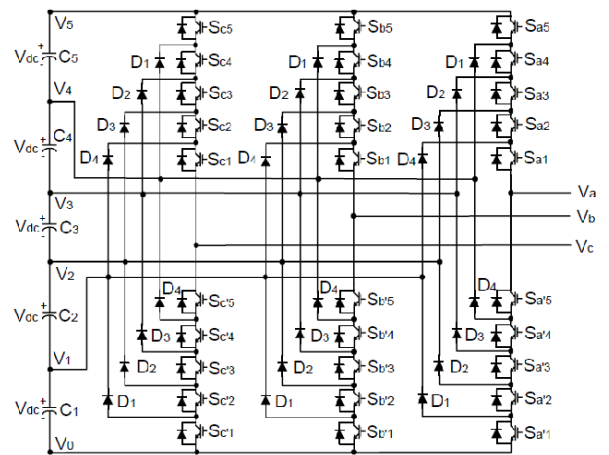 V5 Sc5 Sb5 Sa5
Vdc + - C5 D1 Sc4 D1 Sb4 D1 Sa4
V4 D2 Sc3 D2 Sb3 D2 Sa3
Vdc + - C4 D3 Sc2 D3 Sb2 D3 Sa2
D4 Sc1 D4 Sb1 D4 Sa1
V3 Va
Vdc + - C3 Vb
Vc
V2
D4 Sc'5 D4 Sb'5 D4 Sa'5
Vdc + - C2 D3 Sc'4 D3 Sb'4 D3 Sa'4
V1 D2 Sc'3 D2 Sb'3 D2 Sa'3
Vdc + - C1 D1 Sc'2 D1 Sb'2 D1 Sa'2
V0 Sc'1 Sb'1 Sa'1